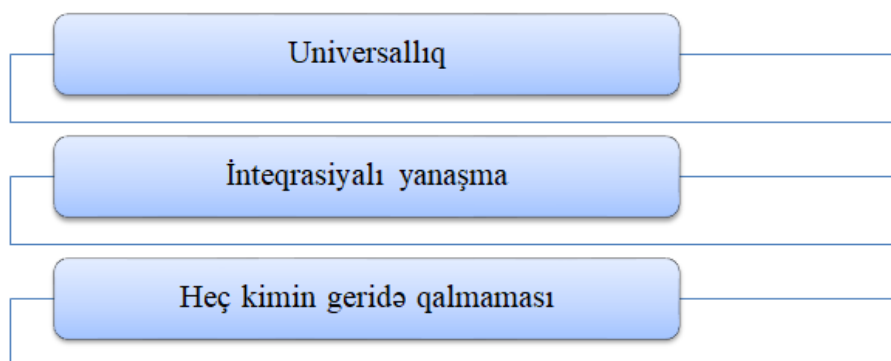 Universallıq
İnteqrasiyalı yanaşma
Heç kimin geridə qalmaması